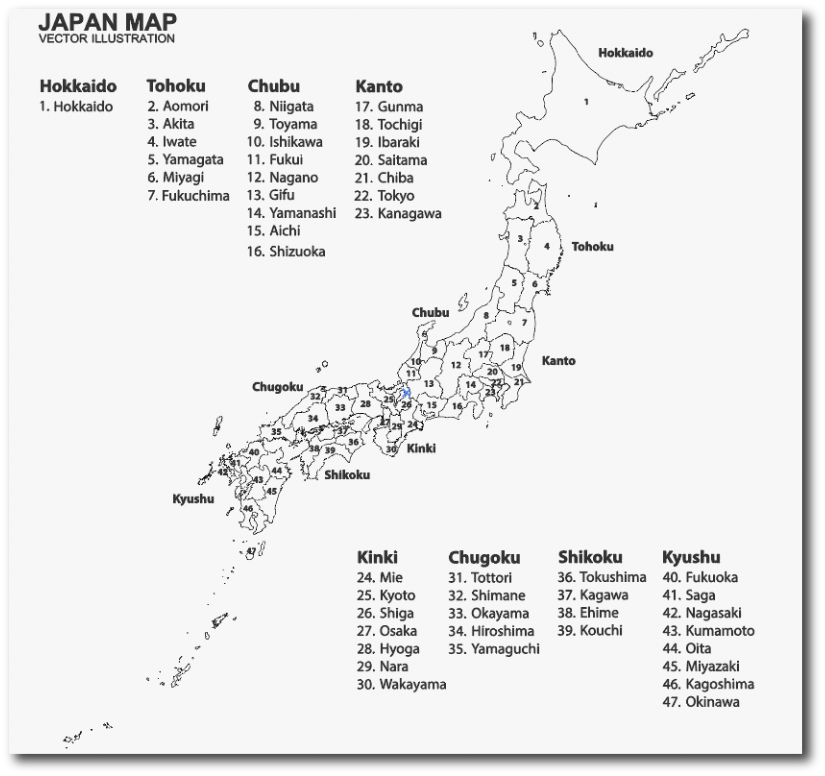 JAPAN MAP
VECTOR ILLUSTRATION
Hokkaido
1. Hokkaido
Tohoku
2. Aomori
3. Akita
4. Iwate
5. Yamagata
6. Miyagi
7. Fukuchima
Chubu
8. Niigata
9. Toyama
10. Ishikawa
11. Fukui
12. Nagano
13. Gifu
14. Yamanashi
15. Aichi
16. Shizuoka
Kanto
17. Gunma
18. Tochigi
19. Ibaraki
20. Saitama
21. Chiba
22. Tokyo
23. Kanagawa
Hokkaido
1
2
3
4
Tohoku
5
6
Chubu
8
7
6
9
10
11
12
17
18
19
Kanto
20
21
22
23
13
14
15
16
Chugoku
31
32
33
28
25
26
34
35
27
29
24
30
Kinki
37
36
38
39
Shikoku
40
41
42
44
43
45
46
Kyushu
47
Kinki
24. Mie
25. Kyoto
26. Shiga
27. Osaka
28. Hyoga
29. Nara
30. Wakayama
Chugoku
31. Tottori
32. Shimane
33. Okayama
34. Hiroshima
35. Yamaguchi
Shikoku
36. Tokushima
37. Kagawa
38. Ehime
39. Kouchi
Kyushu
40. Fukuoka
41. Saga
42. Nagasaki
43. Kumamoto
44. Oita
45. Miyazaki
46. Kagoshima
47. Okinawa